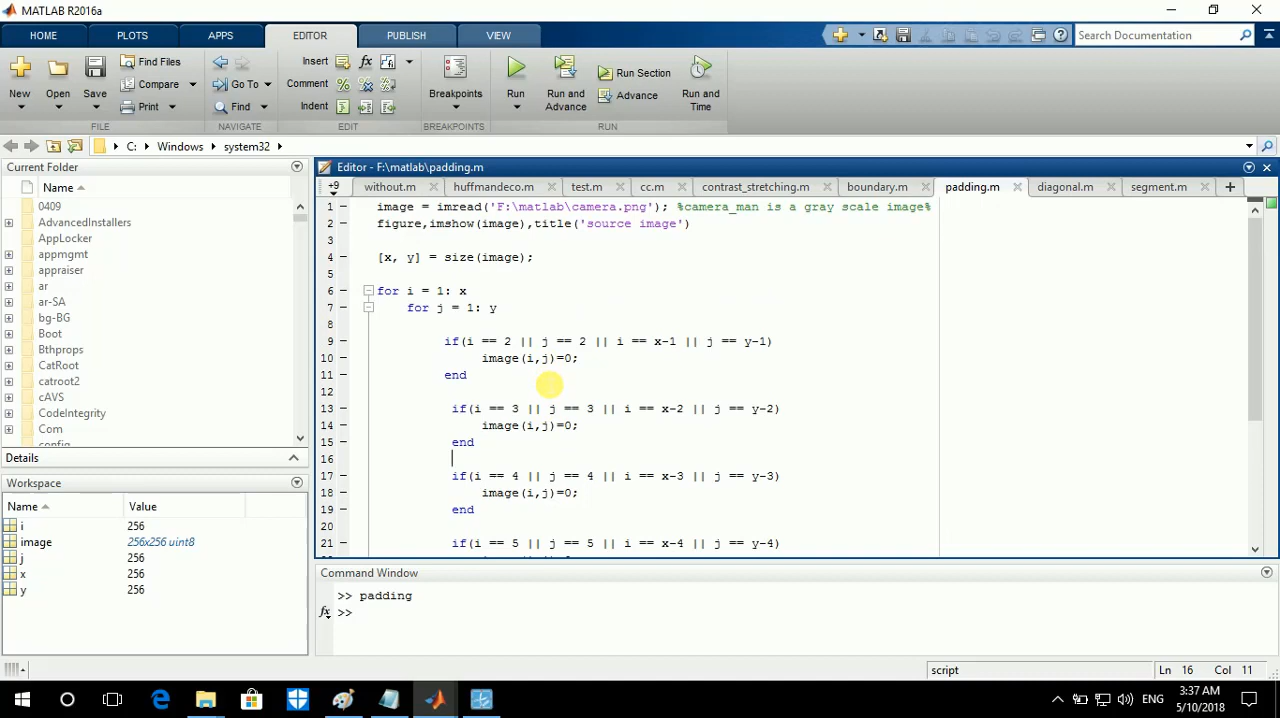 MATLAB R2016a
HOME PLOTS APPS EDITOR PUBLISH VIEW
Search Documentation
New Open Save Find Files Compare Print
Go To Find
Insert fx
Comment %
Indent
Breakpoints
Run Run and Advance Run Section Advance Run and Time
FILE NAVIGATE EDIT BREAKPOINTS RUN
C: Windows system32
Current Folder
Name
0409
AdvancedInstallers
AppLocker
appmgmt
appraiser
ar
ar-SA
bg-BG
Boot
Bthprops
CatRoot
catroot2
cAVS
CodeIntegrity
Com
config
Details
Workspace
Name Value
i 256
image 256x256 uint8
j 256
x 256
y 256
Editor - F:\matlab\padding.m
+9 without.m huffmandeco.m test.m cc.m contrast_stretching.m boundary.m padding.m diagonal.m segment.m
1 image = imread('F:\matlab\camera.png'); %camera_man is a gray scale image%
2 figure,imshow(image),title('source image')
3
4 [x, y] = size(image);
5
6 for i = 1: x
7 for j = 1: y
8
9 if(i == 2 || j == 2 || i == x-1 || j == y-1)
10 image(i,j)=0;
11 end
12
13 if(i == 3 || j == 3 || i == x-2 || j == y-2)
14 image(i,j)=0;
15 end
16
17 if(i == 4 || j == 4 || i == x-3 || j == y-3)
18 image(i,j)=0;
19 end
20
21 if(i == 5 || j == 5 || i == x-4 || j == y-4)
Command Window
>> padding
fx >>
script Ln 16 Col 11
ENG 3:37 AM
5/10/2018